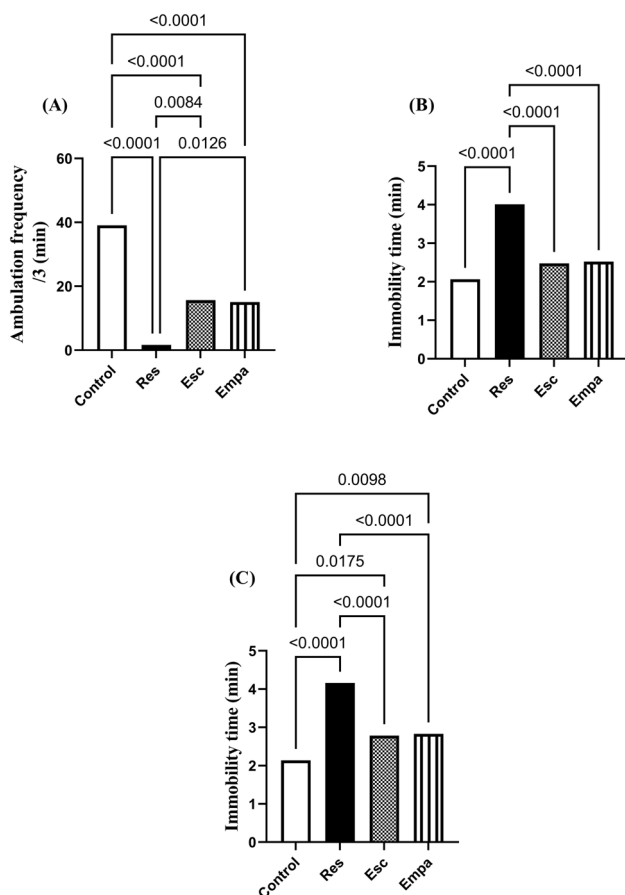 <0.0001
<0.0001
(A)
0.0084
<0.0001
0.0126
Ambulation frequency
/3 (min)
60
40
20
0
Control
Res
Esc
Empa
(B)
<0.0001
<0.0001
<0.0001
Immobility time (min)
5
4
3
2
1
0
Control
Res
Esc
Empa
0.0098
<0.0001
(C)
0.0175
<0.0001
<0.0001
Immobility time (min)
5
4
3
2
1
0
Control
Res
Esc
Empa